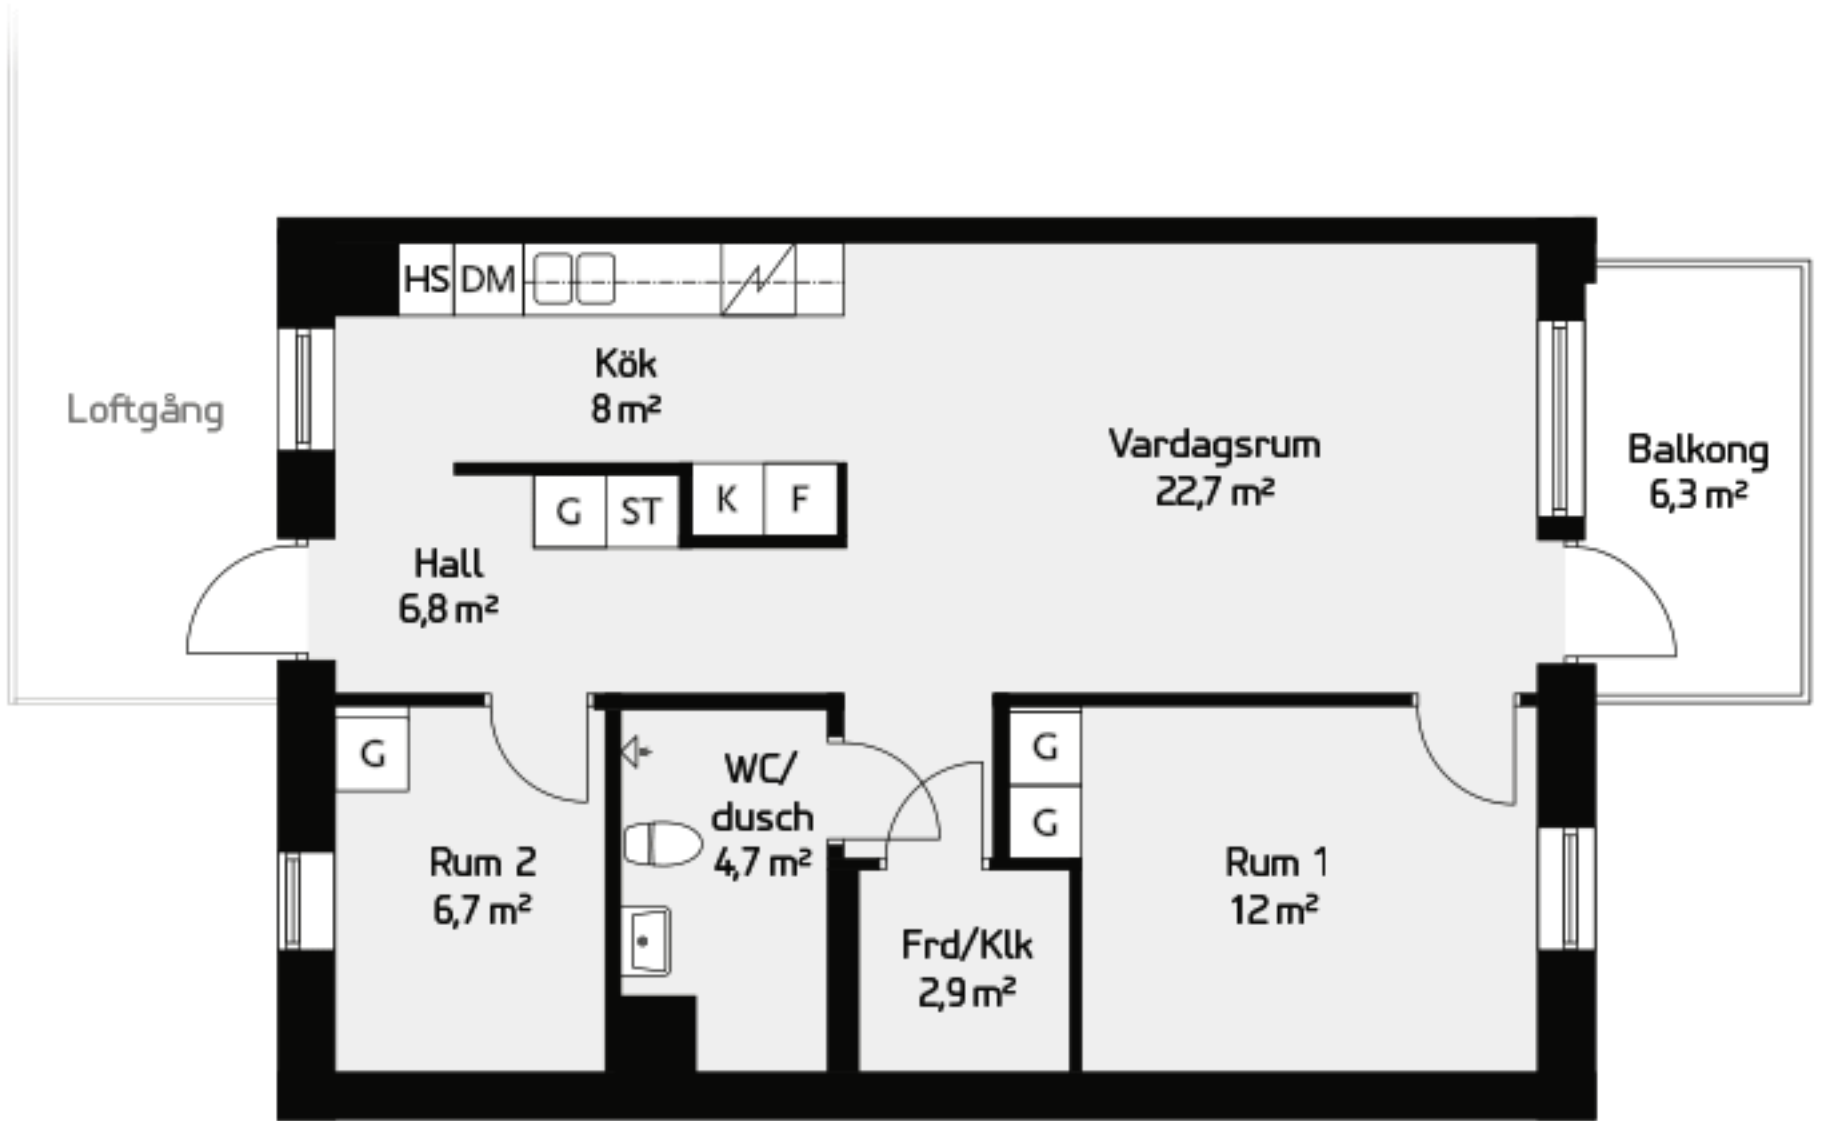 HS DM
Kök
8 m²
Loftgång
Vardagsrum
22,7 m²
Balkong
6,3 m²
G ST K F
Hall
6,8 m²
G
WC/
dusch
4,7 m²
G
G
Rum 2
6,7 m²
Rum 1
12 m²
Frd/Klk
2,9 m²